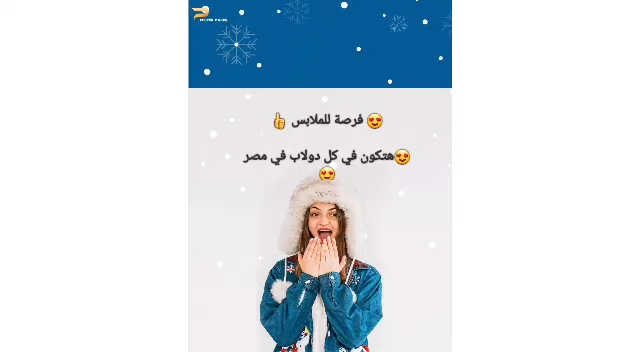 😍 فرصة للملابس 👍
😍هتكون في كل دولاب في مصر
😍